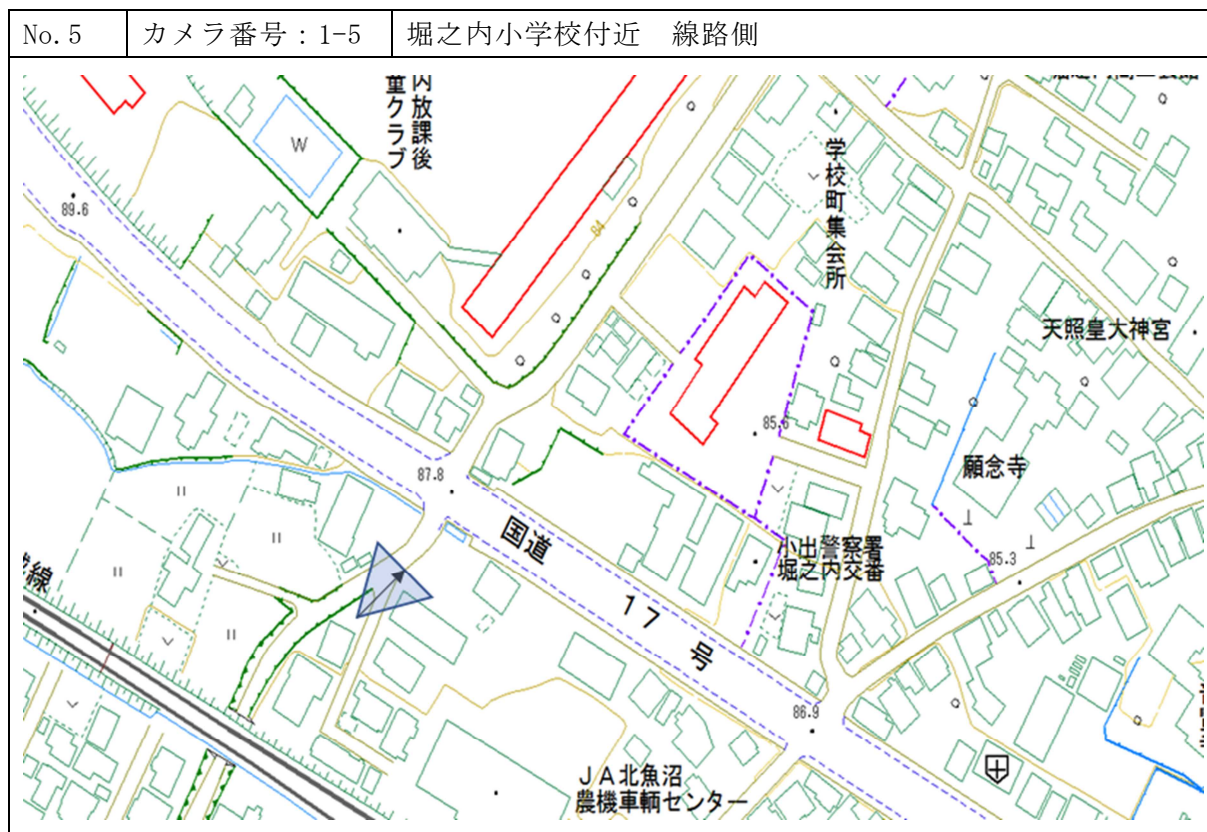 No.5 カメラ番号：1-5 堀之内小学校付近　線路側
内放課後
童クラブ
W
89.6
学校町集会所
84
天照皇大神宮
85.6
願念寺
87.8
国道
小出警察署
堀之内交番
85.3
線
17
号
86.9
ＪＡ北魚沼
農機車輌センター